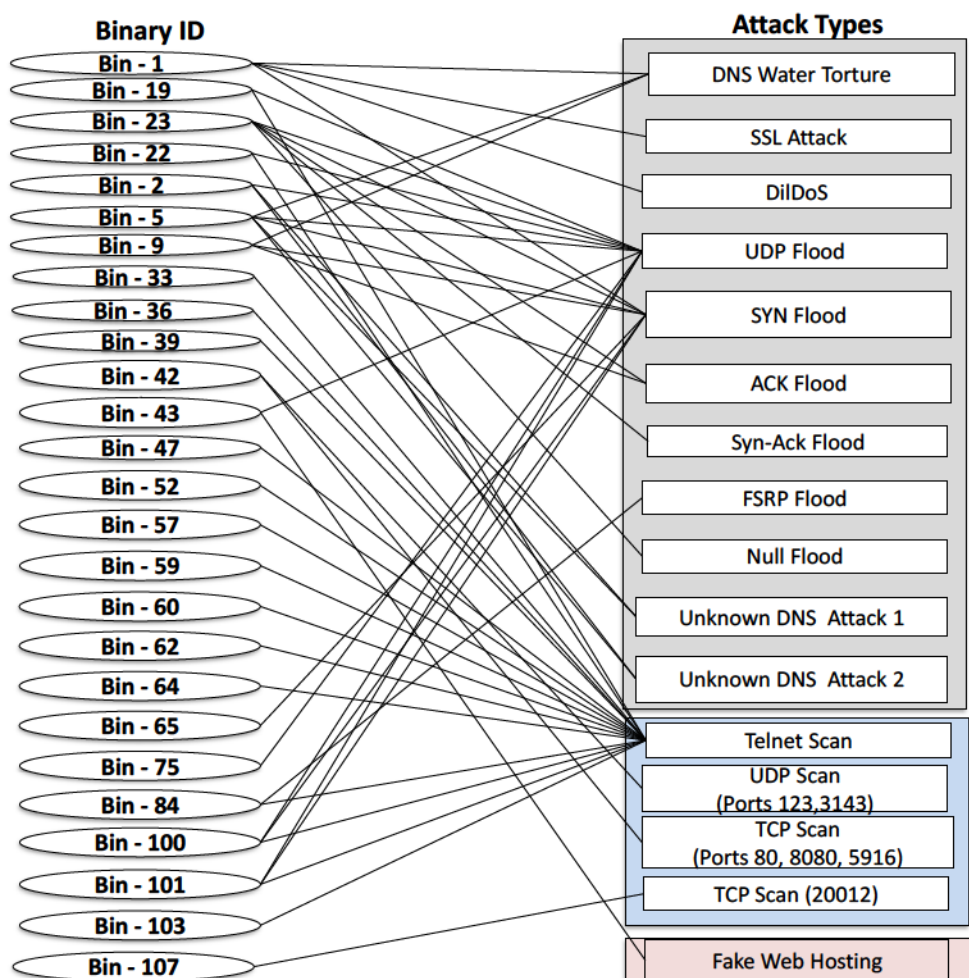 Binary ID
Bin - 1
Bin - 19
Bin - 23
Bin - 22
Bin - 2
Bin - 5
Bin - 9
Bin - 33
Bin - 36
Bin - 39
Bin - 42
Bin - 43
Bin - 47
Bin - 52
Bin - 57
Bin - 59
Bin - 60
Bin - 62
Bin - 64
Bin - 65
Bin - 75
Bin - 84
Bin - 100
Bin - 101
Bin - 103
Bin - 107
Attack Types
DNS Water Torture
SSL Attack
DilDoS
UDP Flood
SYN Flood
ACK Flood
Syn-Ack Flood
FSRP Flood
Null Flood
Unknown DNS Attack 1
Unknown DNS Attack 2
Telnet Scan
UDP Scan
(Ports 123,3143)
TCP Scan
(Ports 80, 8080, 5916)
TCP Scan (20012)
Fake Web Hosting